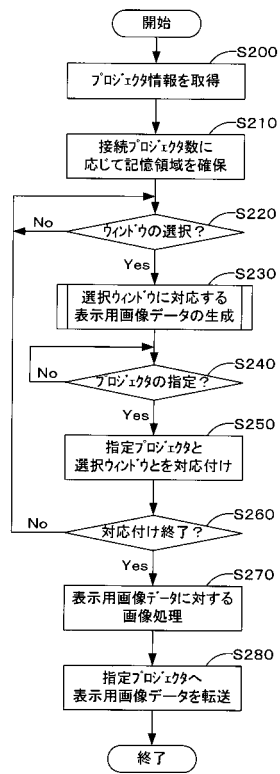 開始
S200
プロジェクタ情報を取得
S210
接続プロジェクタ数に
応じて記憶領域を確保
S220
No
ウィンドウの選択？
Yes
S230
選択ウィンドウに対応する
表示用画像データの生成
S240
No
プロジェクタの指定？
Yes
S250
指定プロジェクタと
選択ウィンドウとを対応付け
S260
No
対応付け終了？
Yes
S270
表示用画像データに対する
画像処理
S280
指定プロジェクタへ
表示用画像データを転送
終了